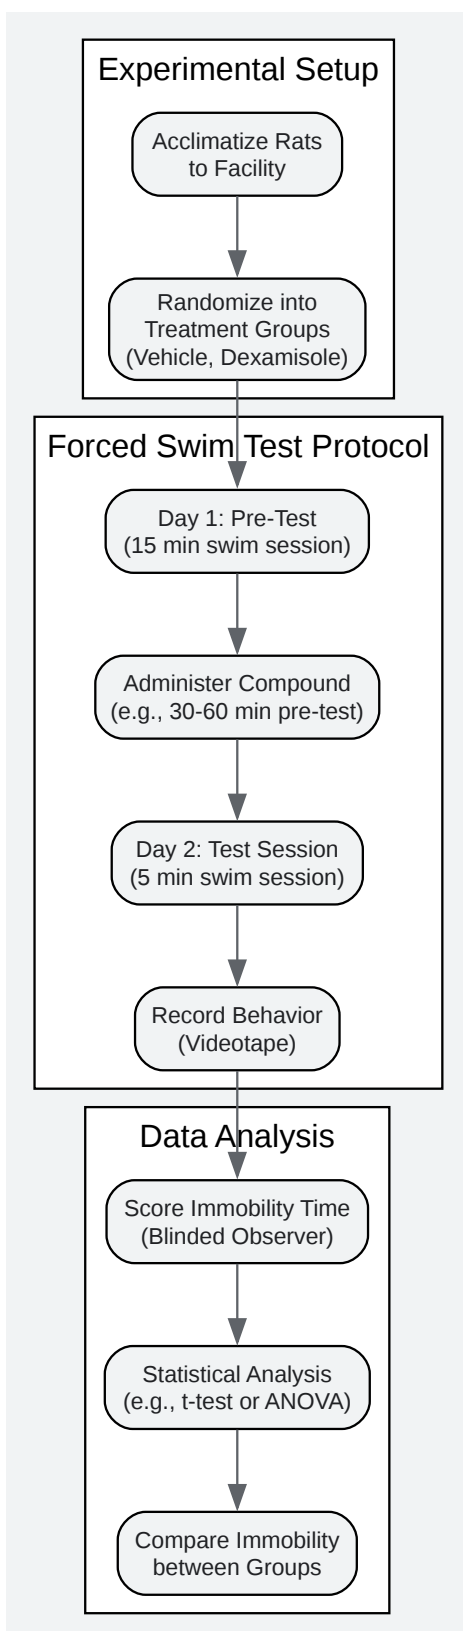 Experimental Setup
Acclimatize Rats
to Facility
Randomize into
Treatment Groups
(Vehicle, Dexamisole)
Forced Swim Test Protocol
Day 1: Pre-Test
(15 min swim session)
Administer Compound
(e.g., 30-60 min pre-test)
Day 2: Test Session
(5 min swim session)
Record Behavior
(Videotape)
Data Analysis
Score Immobility Time
(Blinded Observer)
Statistical Analysis
(e.g., t-test or ANOVA)
Compare Immobility
between Groups